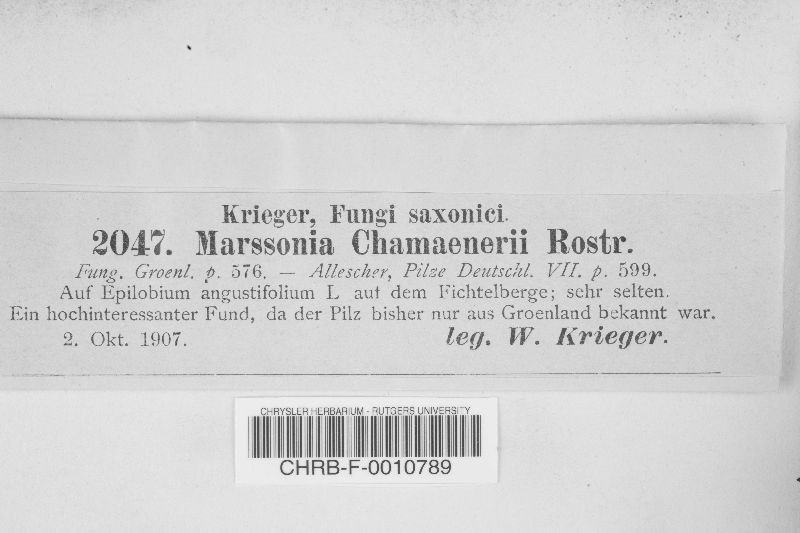 Krieger, Fungi saxonici.
2047. Marssonia Chamaenerii Rostr.
Fung. Groenl. p. 576. — Allescher, Pilze Deutschl. VII. p. 599.
Auf Epilobium angustifolium L auf dem Fichtelberge; sehr selten.
Ein hochinteressanter Fund, da der Pilz bisher nur aus Groenland bekannt war.
2. Okt. 1907. leg. W. Krieger.
CHRYSLER HERBARIUM - RUTGERS UNIVERSITY
CHRB-F-0010789